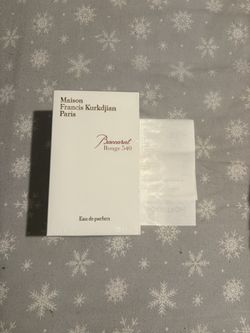 Maison
Francis Kurkdjian
Paris
Baccarat
Rouge 540
Eau de parfum